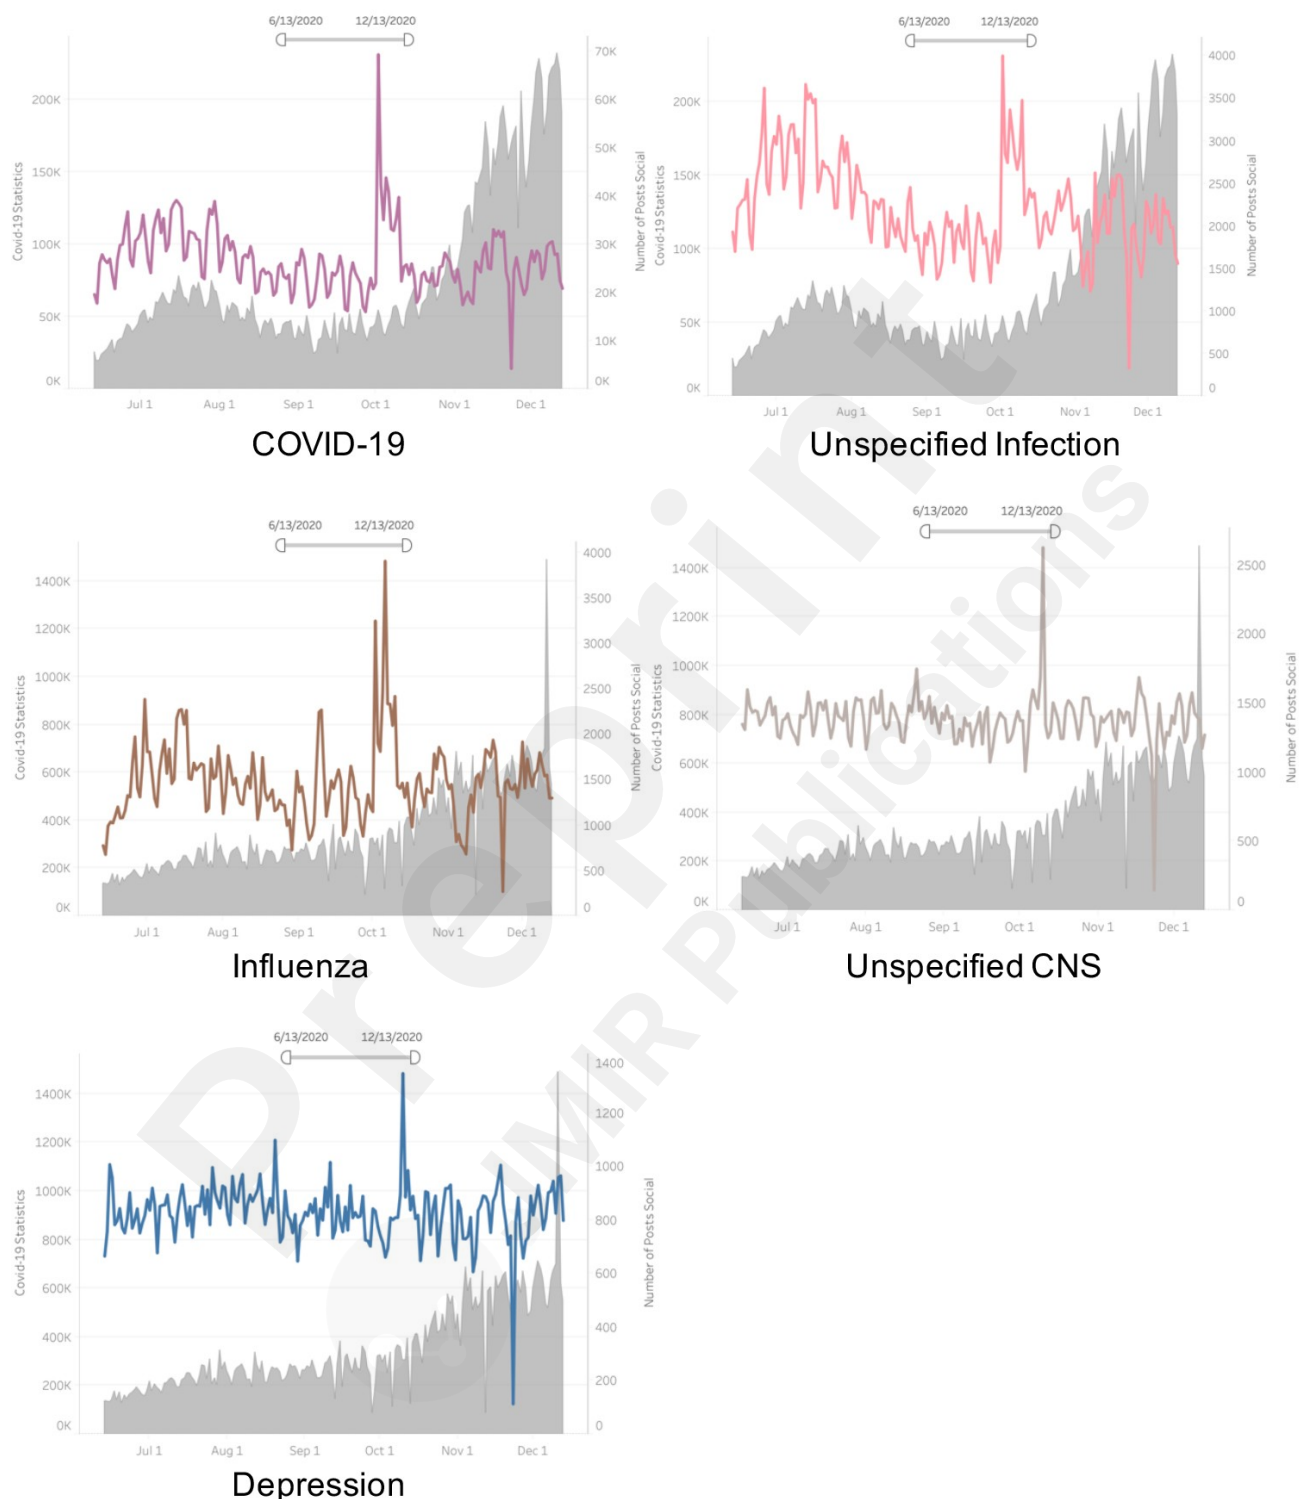 6/13/2020 12/13/2020
200K
150K
100K
50K
0K
Covid-19 Statistics
70K
60K
50K
40K
30K
20K
10K
0K
Number of Posts Social
Jul 1 Aug 1 Sep 1 Oct 1 Nov 1 Dec 1
COVID-19
6/13/2020 12/13/2020
200K
150K
100K
50K
0K
Covid-19 Statistics
4000
3500
3000
2500
2000
1500
1000
500
0
Number of Posts Social
Jul 1 Aug 1 Sep 1 Oct 1 Nov 1 Dec 1
Unspecified Infection
6/13/2020 12/13/2020
1400K
1200K
1000K
800K
600K
400K
200K
0K
Covid-19 Statistics
4000
3500
3000
2500
2000
1500
1000
500
0
Number of Posts Social
Jul 1 Aug 1 Sep 1 Oct 1 Nov 1 Dec 1
Influenza
6/13/2020 12/13/2020
1400K
1200K
1000K
800K
600K
400K
200K
0K
Covid-19 Statistics
2500
2000
1500
1000
500
0
Number of Posts Social
Jul 1 Aug 1 Sep 1 Oct 1 Nov 1 Dec 1
Unspecified CNS
6/13/2020 12/13/2020
1400K
1200K
1000K
800K
600K
400K
200K
0K
Covid-19 Statistics
1400
1200
1000
800
600
400
200
0
Number of Posts Social
Jul 1 Aug 1 Sep 1 Oct 1 Nov 1 Dec 1
Depression
Preprint
JMIR Publications